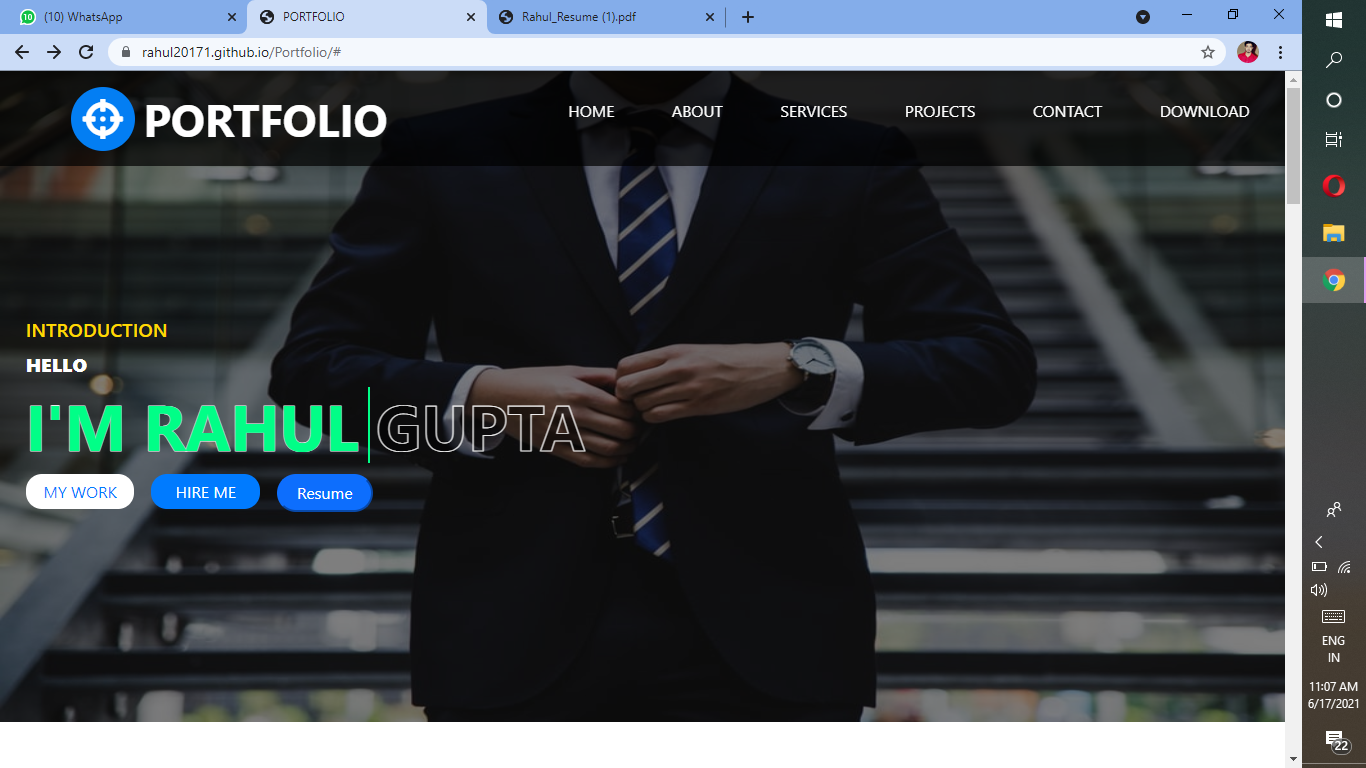 (10) WhatsApp
PORTFOLIO
Rahul_Resume (1).pdf
rahul20171.github.io/Portfolio/#
PORTFOLIO
HOME ABOUT SERVICES PROJECTS CONTACT DOWNLOAD
INTRODUCTION
HELLO
I'M RAHUL GUPTA
MY WORK HIRE ME Resume
ENG
IN
11:07 AM
6/17/2021
22